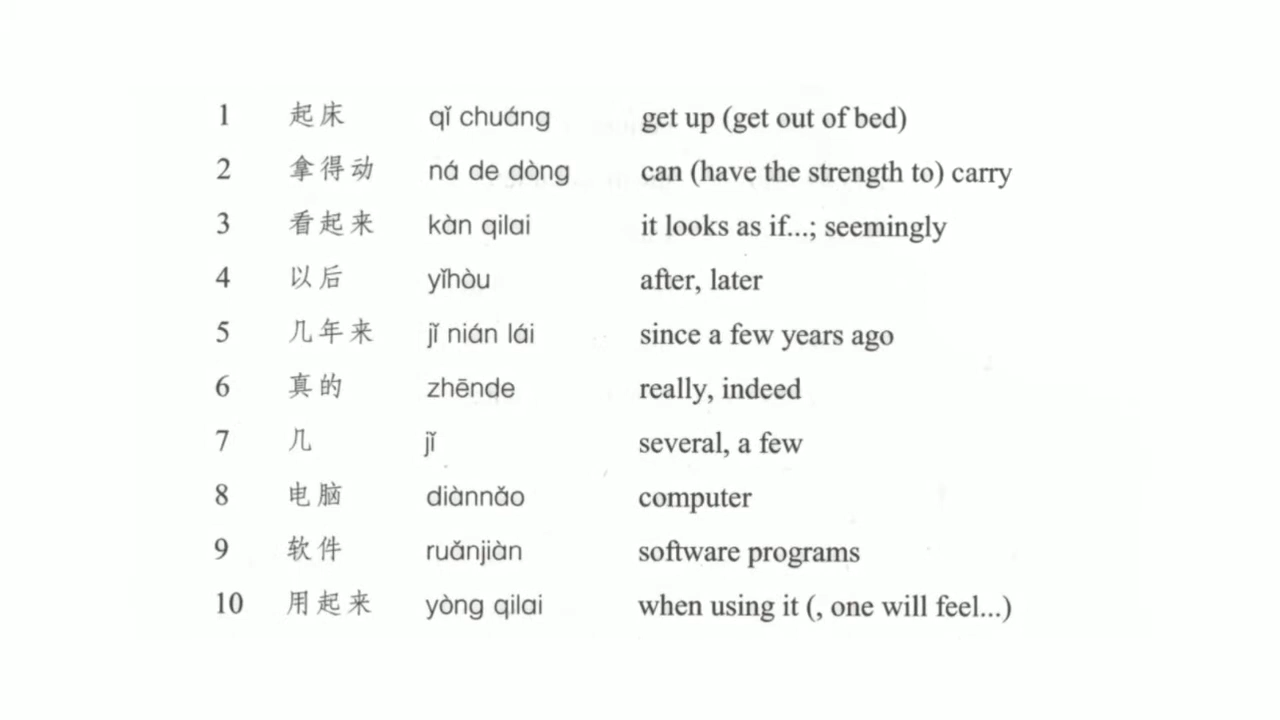 1 起床 qǐ chuáng get up (get out of bed)
2 拿得动 ná de dòng can (have the strength to) carry
3 看起来 kàn qilai it looks as if...; seemingly
4 以后 yǐhòu after, later
5 几年来 jǐ nián lái since a few years ago
6 真的 zhēnde really, indeed
7 几 jǐ several, a few
8 电脑 diànnǎo computer
9 软件 ruǎnjiàn software programs
10 用起来 yòng qilai when using it (, one will feel...)